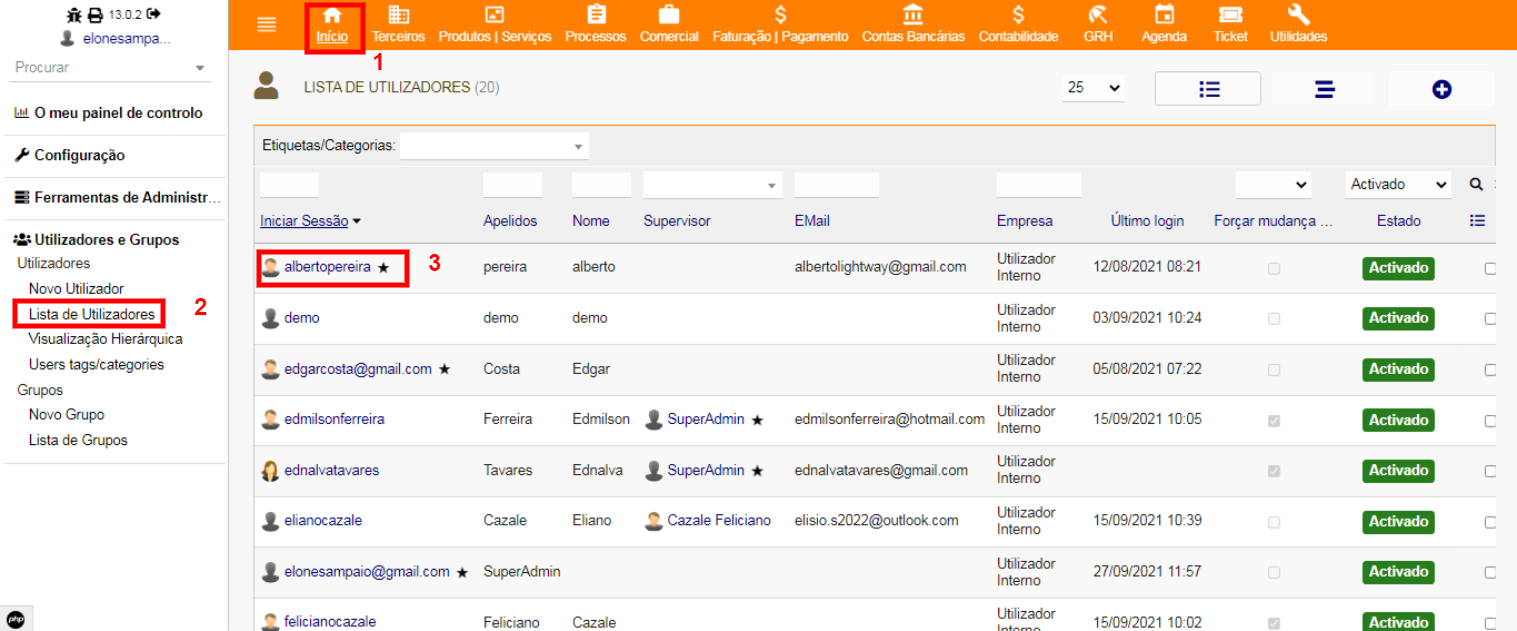 13.0.2
elonesampa...
Procurar
O meu painel de controlo
Configuração
Ferramentas de Administr...
Utilizadores e Grupos
Utilizadores
Novo Utilizador
Lista de Utilizadores
2
Visualização Hierárquica
Users tags/categories
Grupos
Novo Grupo
Lista de Grupos
php
Início Terceiros Produtos | Serviços Processos Comercial Faturação | Pagamento Contas Bancárias Contabilidade GRH Agenda Ticket Utilidades
1
LISTA DE UTILIZADORES (20) 25
Etiquetas/Categorias:
Activado
Iniciar Sessão Apelidos Nome Supervisor EMail Empresa Último login Forçar mudança ... Estado
albertopereira 3 pereira alberto albertolightway@gmail.com Utilizador Interno 12/08/2021 08:21 Activado
demo demo demo Utilizador Interno 03/09/2021 10:24 Activado
edgarcosta@gmail.com Costa Edgar Utilizador Interno 05/08/2021 07:22 Activado
edmilsonferreira Ferreira Edmilson SuperAdmin edmilsonferreira@hotmail.com Utilizador Interno 15/09/2021 10:05 Activado
ednalvatavares Tavares Ednalva SuperAdmin ednalvatavares@gmail.com Utilizador Interno Activado
elianocazale Cazale Eliano Cazale Feliciano elisio.s2022@outlook.com Utilizador Interno 15/09/2021 10:39 Activado
elonesampaio@gmail.com SuperAdmin Utilizador Interno 27/09/2021 11:57 Activado
felicianocazale Feliciano Cazale Utilizador Interno 15/09/2021 10:02 Activado